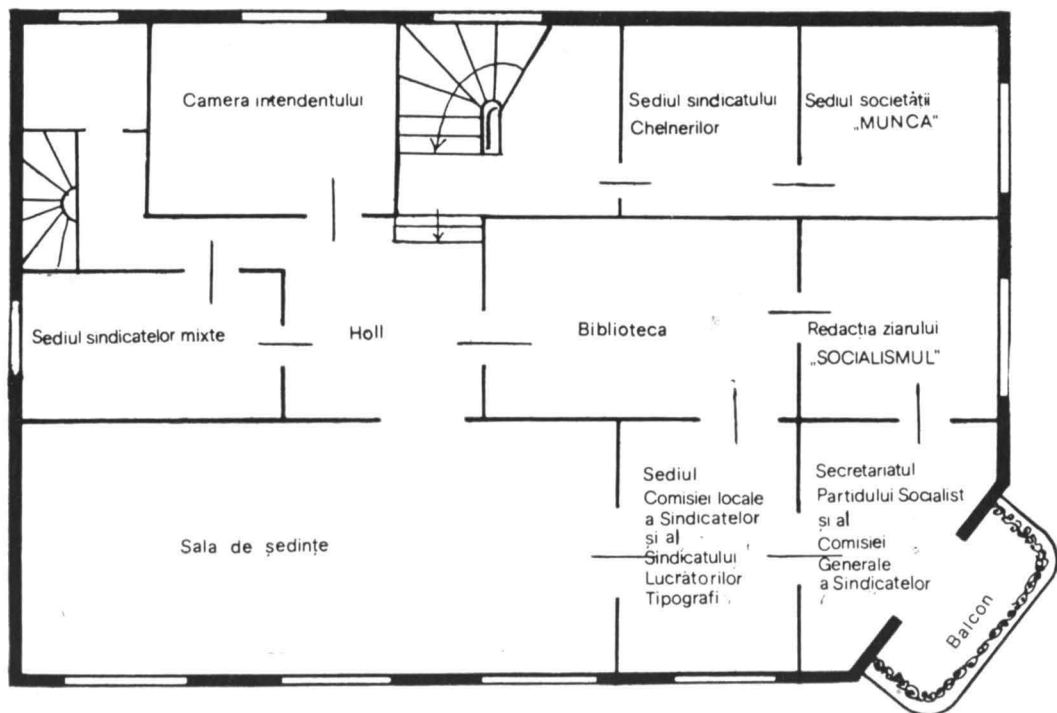 Camera intendentului
Sediul sindicatului
Chelnerilor
Sediul societății
„MUNCA”
Sediul sindicatelor mixte
Holl
Biblioteca
Redacția ziarului
„SOCIALISMUL”
Sala de ședințe
Sediul
Comisiei locale
a Sindicatelor
și al
Sindicatului
Lucrătorilor
Tipografi
Secretariatul
Partidului Socialist
și al
Comisiei
Generale
a Sindicatelor
Balcon